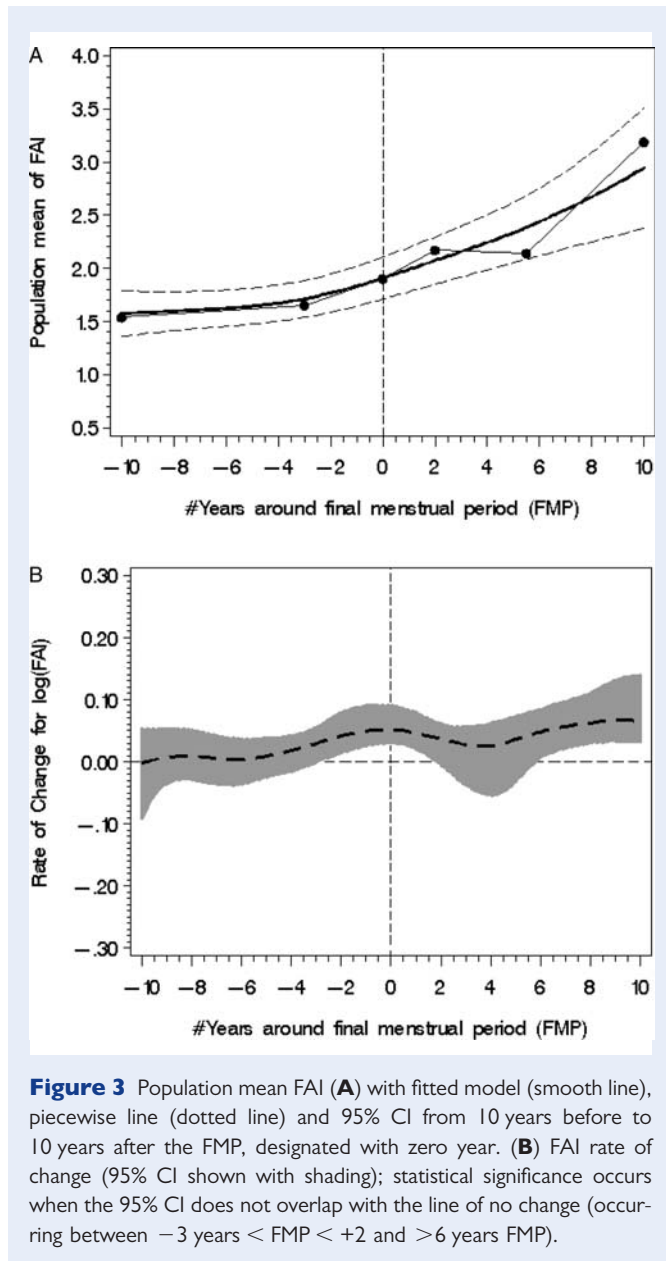 A
4.0
3.5
3.0
2.5
2.0
1.5
1.0
0.5
Population mean of FAI
−10 −8 −6 −4 −2 0 2 4 6 8 10
#Years around final menstrual period (FMP)
B
0.30
0.20
0.10
0.00
−.10
−.20
−.30
Rate of Change for log(FAI)
−10 −8 −6 −4 −2 0 2 4 6 8 10
#Years around final menstrual period (FMP)
Figure 3 Population mean FAI (A) with fitted model (smooth line),
piecewise line (dotted line) and 95% CI from 10 years before to
10 years after the FMP, designated with zero year. (B) FAI rate of
change (95% CI shown with shading); statistical significance occurs
when the 95% CI does not overlap with the line of no change (occur-
ring between −3 years < FMP < +2 and >6 years FMP).